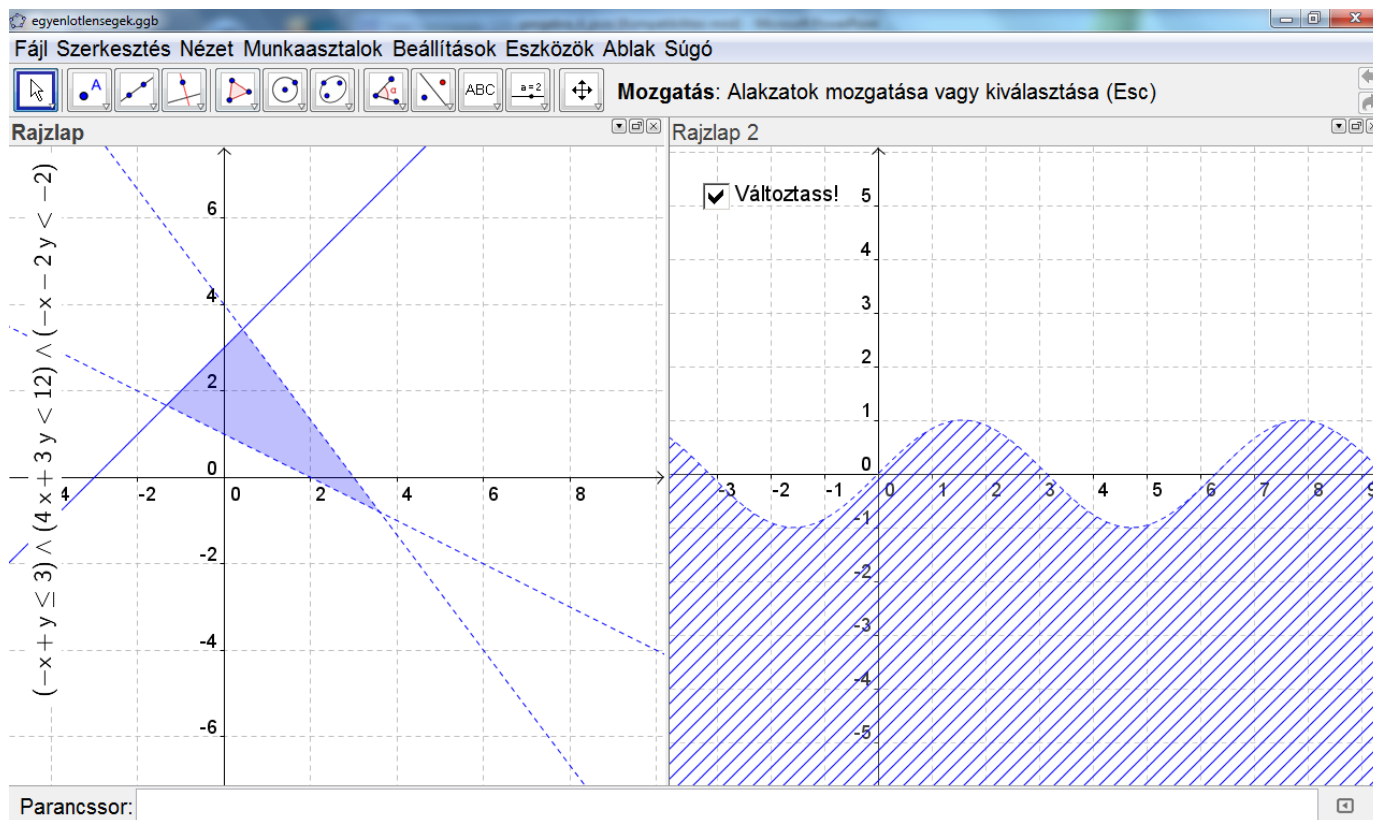 egyenlotlensegek.ggb
Fájl Szerkesztés Nézet Munkaasztalok Beállítások Eszközök Ablak Súgó
A α ABC a=2 Mozgatás: Alakzatok mozgatása vagy kiválasztása (Esc)
Rajzlap
(−x + y ≤ 3) ∧ (4 x + 3 y < 12) ∧ (−x − 2 y < −2)
6
4
2
0
4 -2 0 2 4 6 8
-2
-4
-6
Rajzlap 2
Változtass!
5
4
3
2
1
0
-3 -2 -1 0 1 2 3 4 5 6 7 8 9
-1
-2
-3
-4
-5
Parancssor: